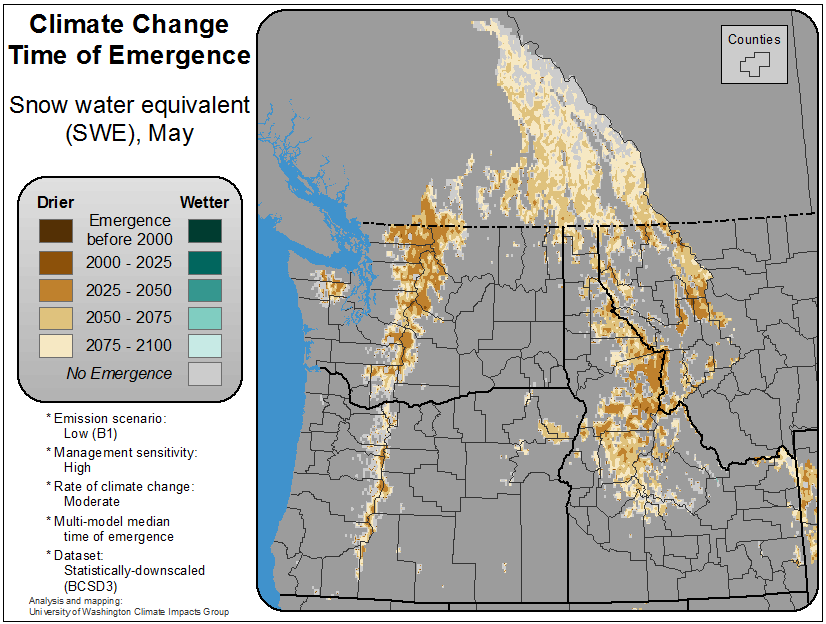 Climate Change
Time of Emergence
Snow water equivalent
(SWE), May
Drier
Wetter
Emergence
before 2000
2000 - 2025
2025 - 2050
2050 - 2075
2075 - 2100
No Emergence
* Emission scenario:
Low (B1)
* Management sensitivity:
High
* Rate of climate change:
Moderate
* Multi-model median
time of emergence
* Dataset:
Statistically-downscaled
(BCSD3)
Analysis and mapping:
University of Washington Climate Impacts Group
Counties